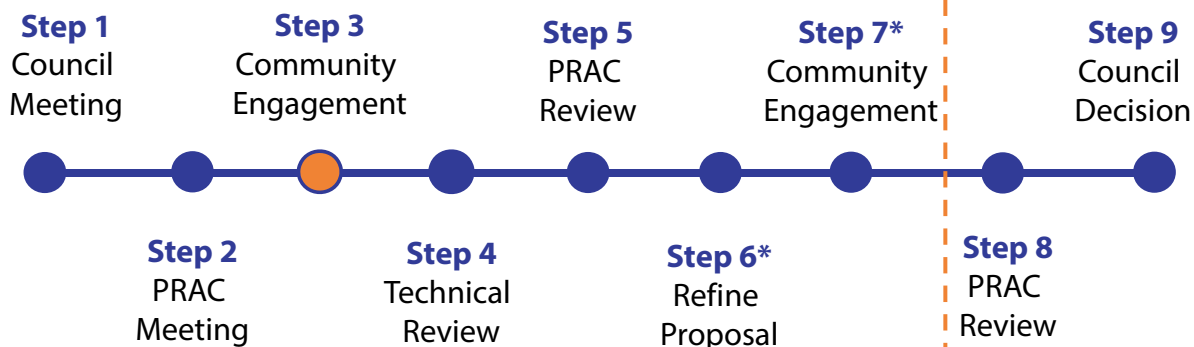 Step 1
Council
Meeting
Step 2
PRAC
Meeting
Step 3
Community
Engagement
Step 4
Technical
Review
Step 5
PRAC
Review
Step 6*
Refine
Proposal
Step 7*
Community
Engagement
Step 8
PRAC
Review
Step 9
Council
Decision